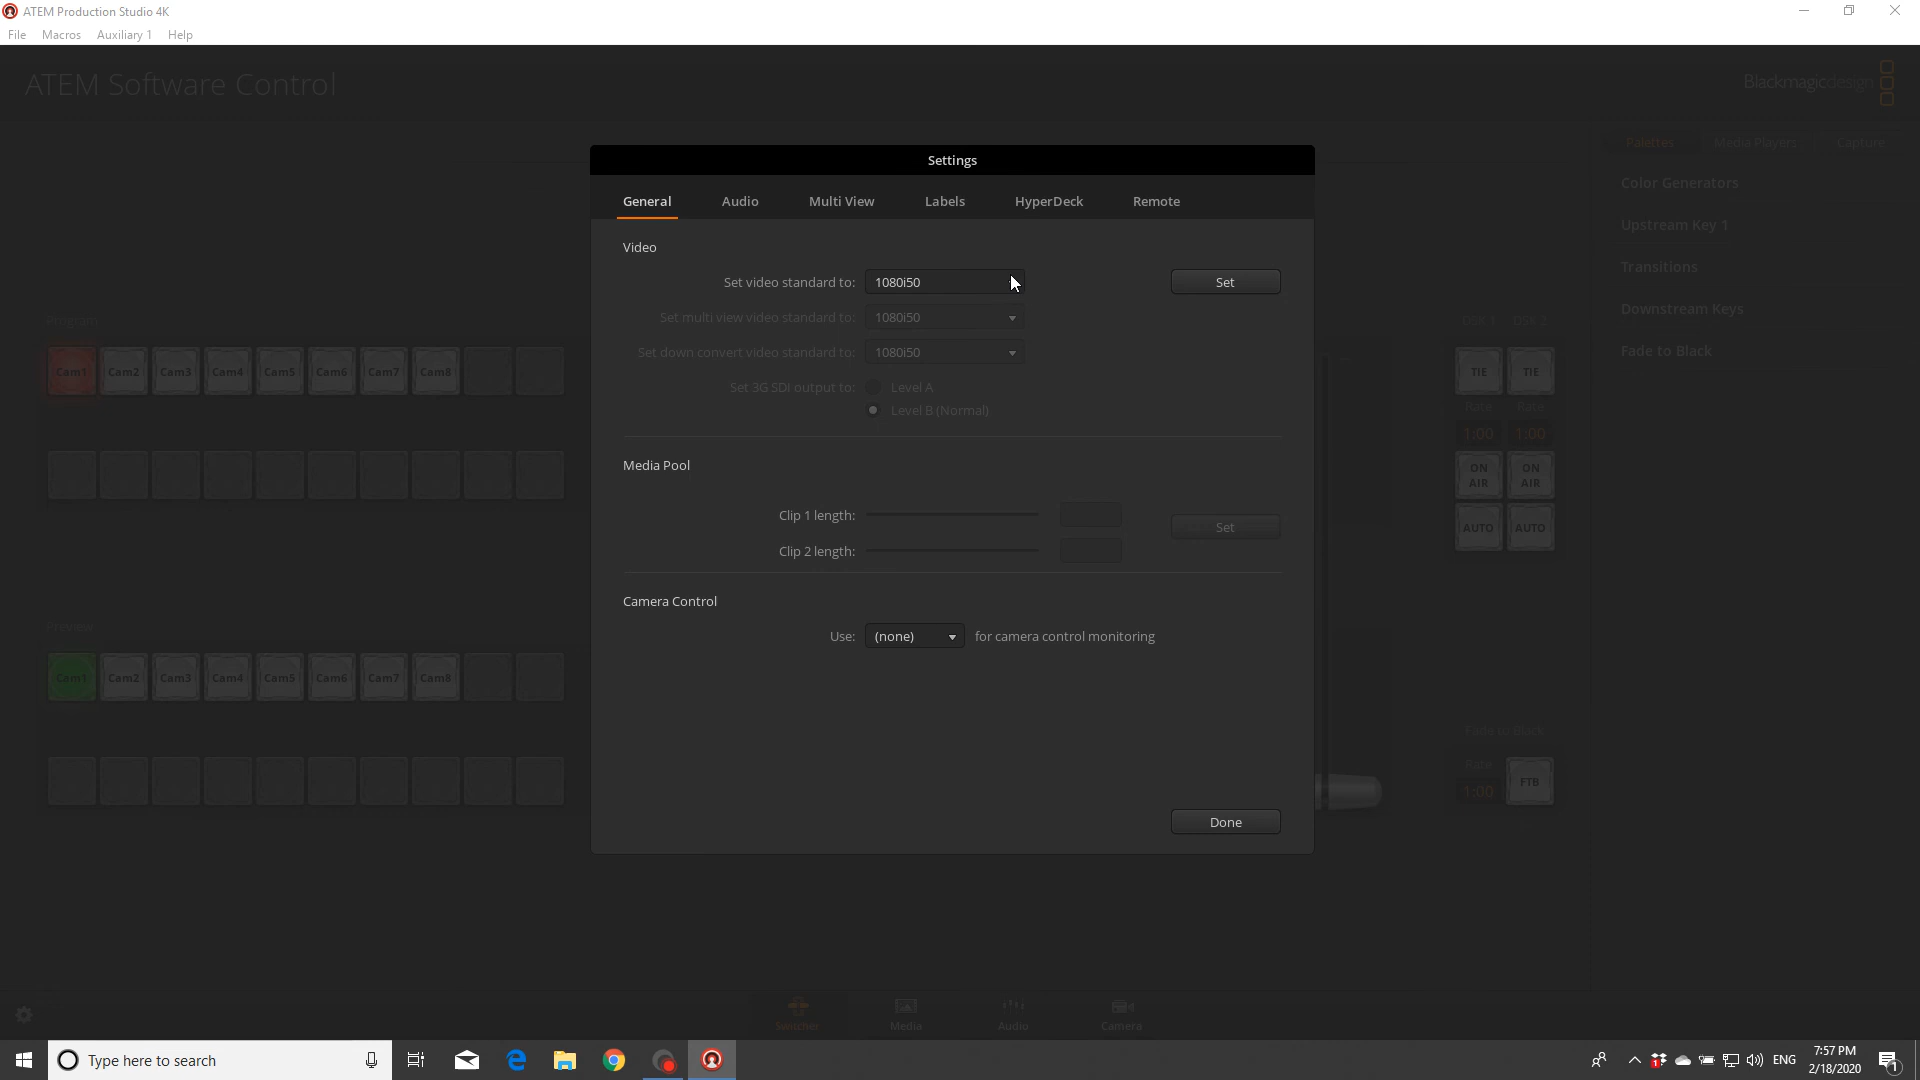 ATEM Production Studio 4K
File Macros Auxiliary 1 Help
ATEM Software Control
Blackmagicdesign
Palettes Media Players Capture
Color Generators
Upstream Key 1
Transitions
Downstream Keys
Fade to Black
Settings
General Audio Multi View Labels HyperDeck Remote
Video
Set video standard to: 1080i50 Set
Set multi view video standard to: 1080i50
Set down convert video standard to: 1080i50
Set 3G SDI output to: Level A
Level B (Normal)
Media Pool
Clip 1 length:
Set
Clip 2 length:
Camera Control
Use: (none) for camera control monitoring
Done
Program
Cam1 Cam2 Cam3 Cam4 Cam5 Cam6 Cam7 Cam8
Preview
Cam1 Cam2 Cam3 Cam4 Cam5 Cam6 Cam7 Cam8
DSK 1 DSK 2
TIE TIE
Rate Rate
1:00 1:00
ON AIR ON AIR
AUTO AUTO
Fade to Black
Rate
1:00 FTB
Switcher Media Audio Camera
Type here to search
ENG
7:57 PM
2/18/2020
1